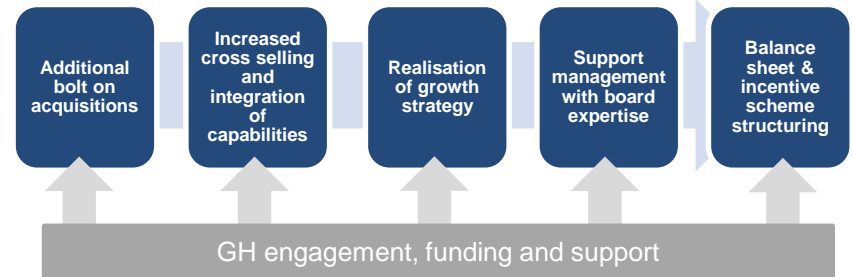 Additional
bolt on
acquisitions
Increased
cross selling
and
integration
of
capabilities
Realisation
of growth
strategy
Support
management
with board
expertise
Balance
sheet &
incentive
scheme
structuring
GH engagement, funding and support